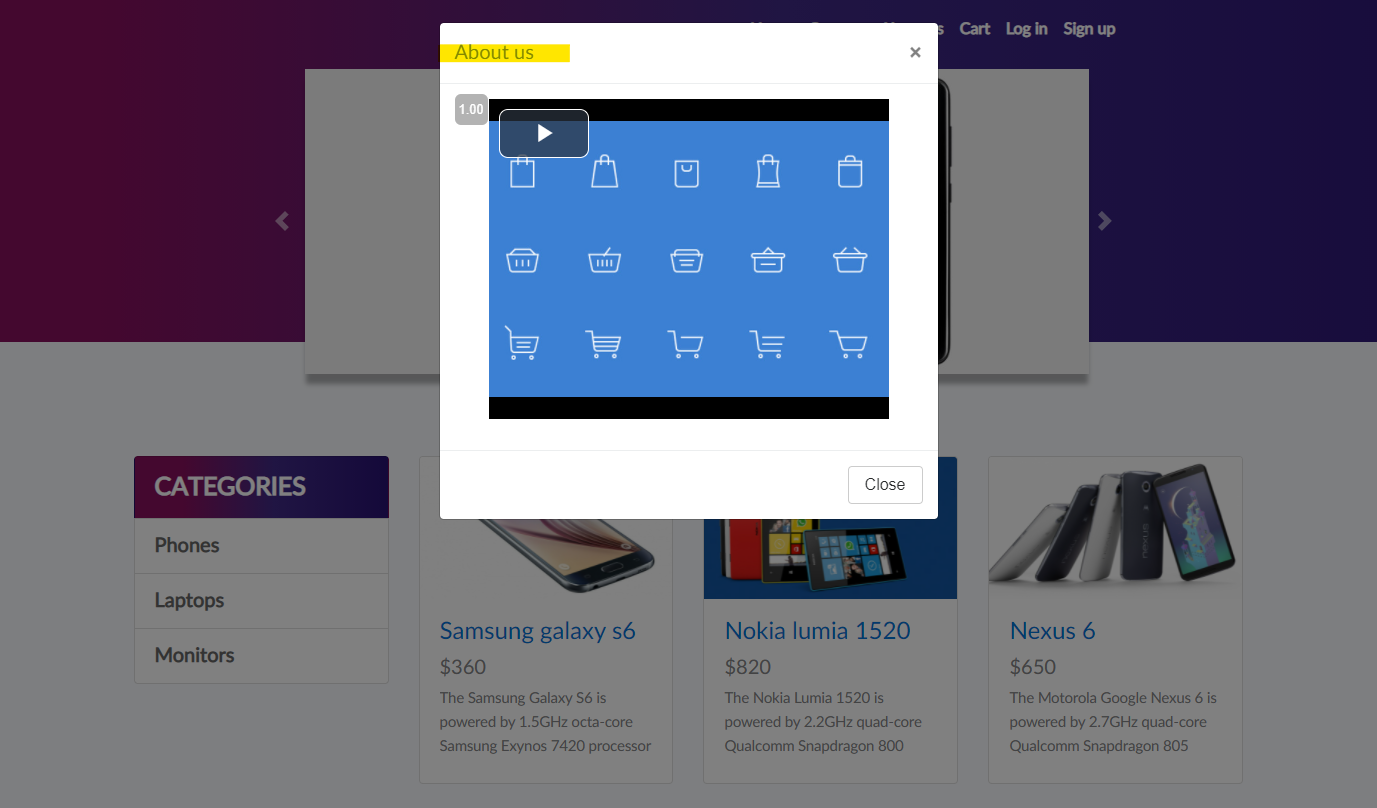 s Cart Log in Sign up
About us
×
1.00
Close
CATEGORIES
Phones
Laptops
Monitors
Samsung galaxy s6
$360
The Samsung Galaxy S6 is
powered by 1.5GHz octa-core
Samsung Exynos 7420 processor
Nokia lumia 1520
$820
The Nokia Lumia 1520 is
powered by 2.2GHz quad-core
Qualcomm Snapdragon 800
nexus
Nexus 6
$650
The Motorola Google Nexus 6 is
powered by 2.7GHz quad-core
Qualcomm Snapdragon 805